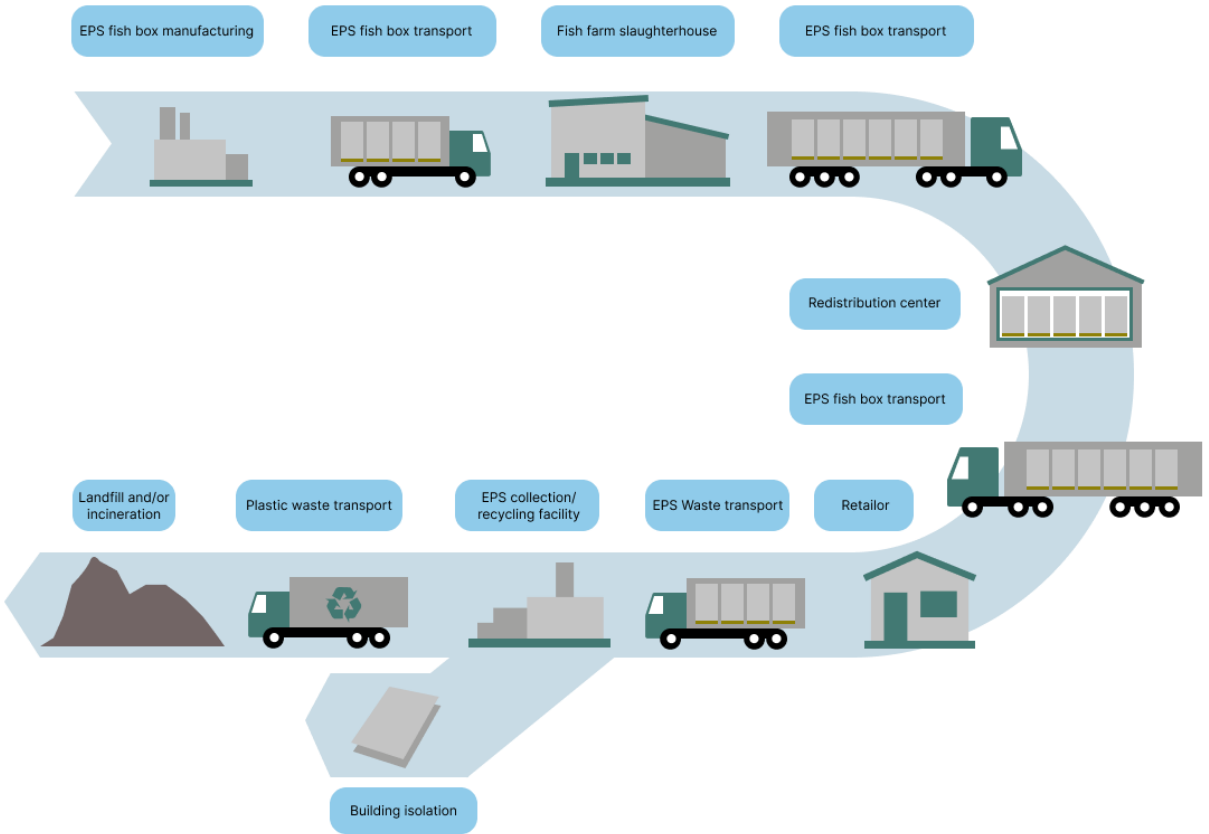 EPS fish box manufacturing
EPS fish box transport
Fish farm slaughterhouse
EPS fish box transport
Redistribution center
EPS fish box transport
Retailor
EPS Waste transport
EPS collection/
recycling facility
Plastic waste transport
Landfill and/or
incineration
Building isolation